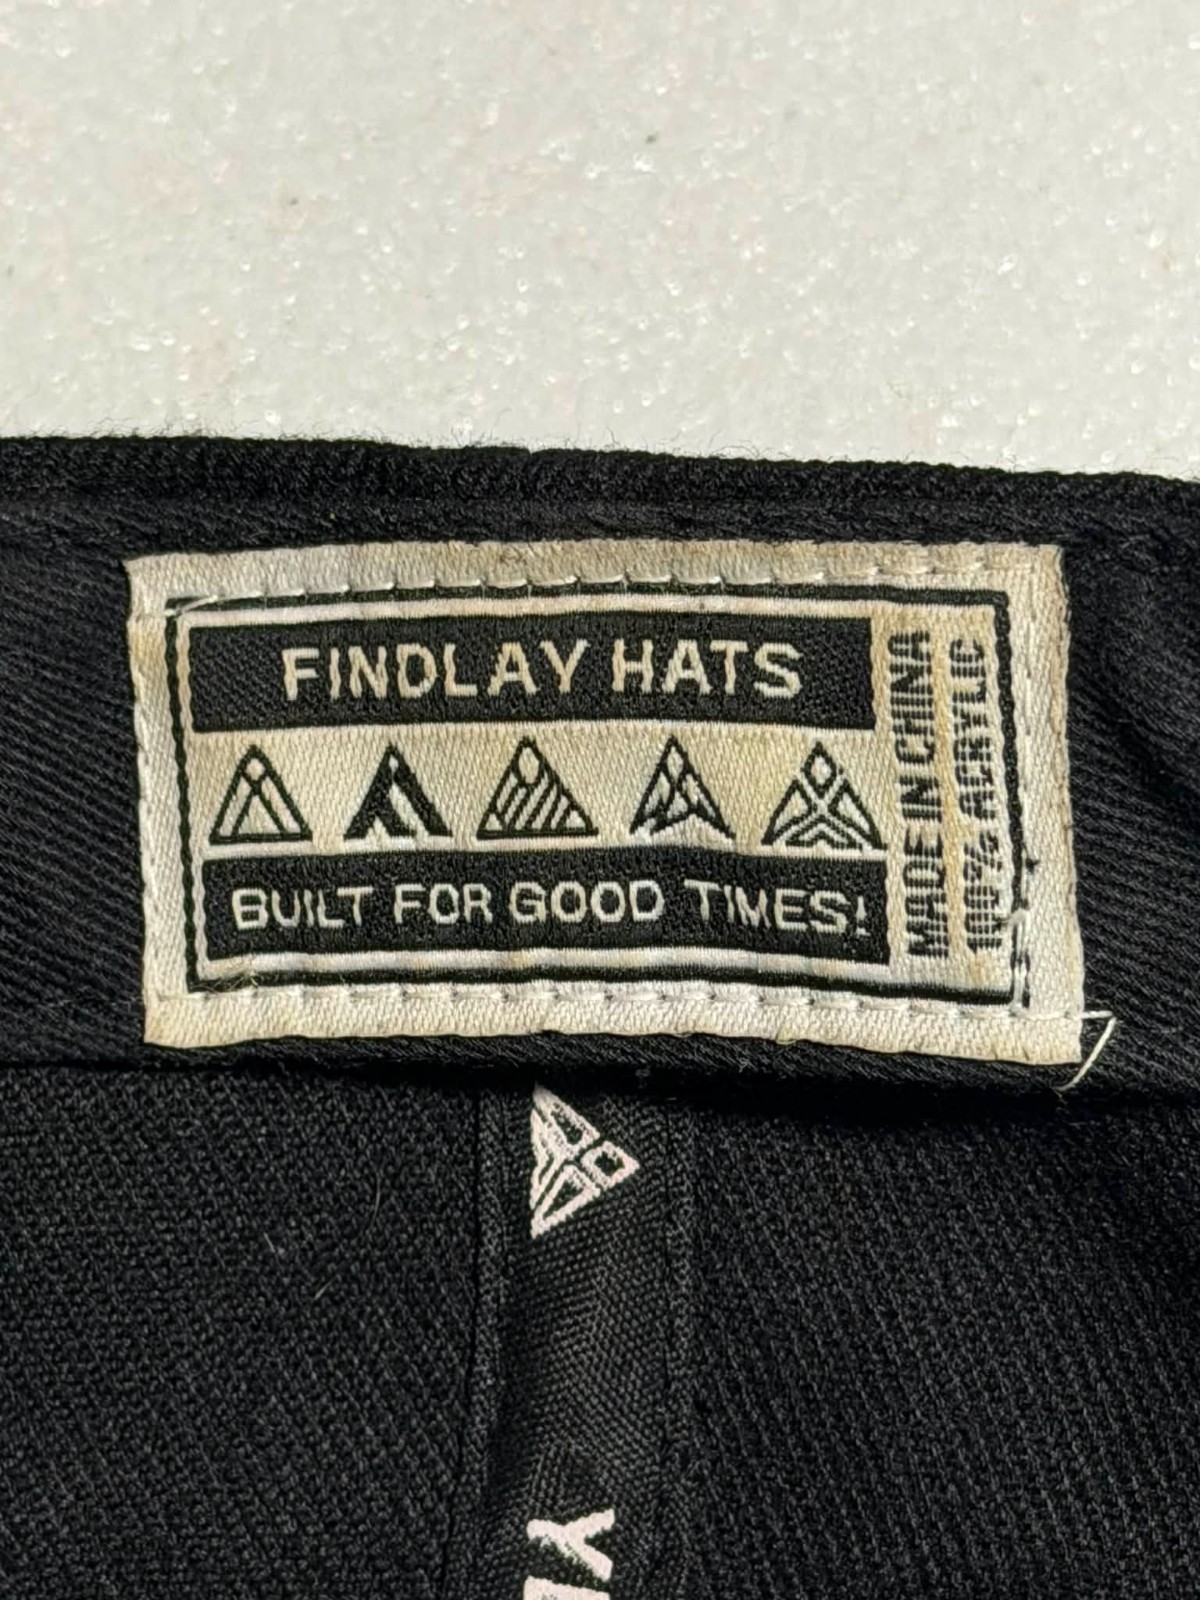 FINDLAY HATS
BUILT FOR GOOD TIMES!
MADE IN CHINA
100% ACRYLIC